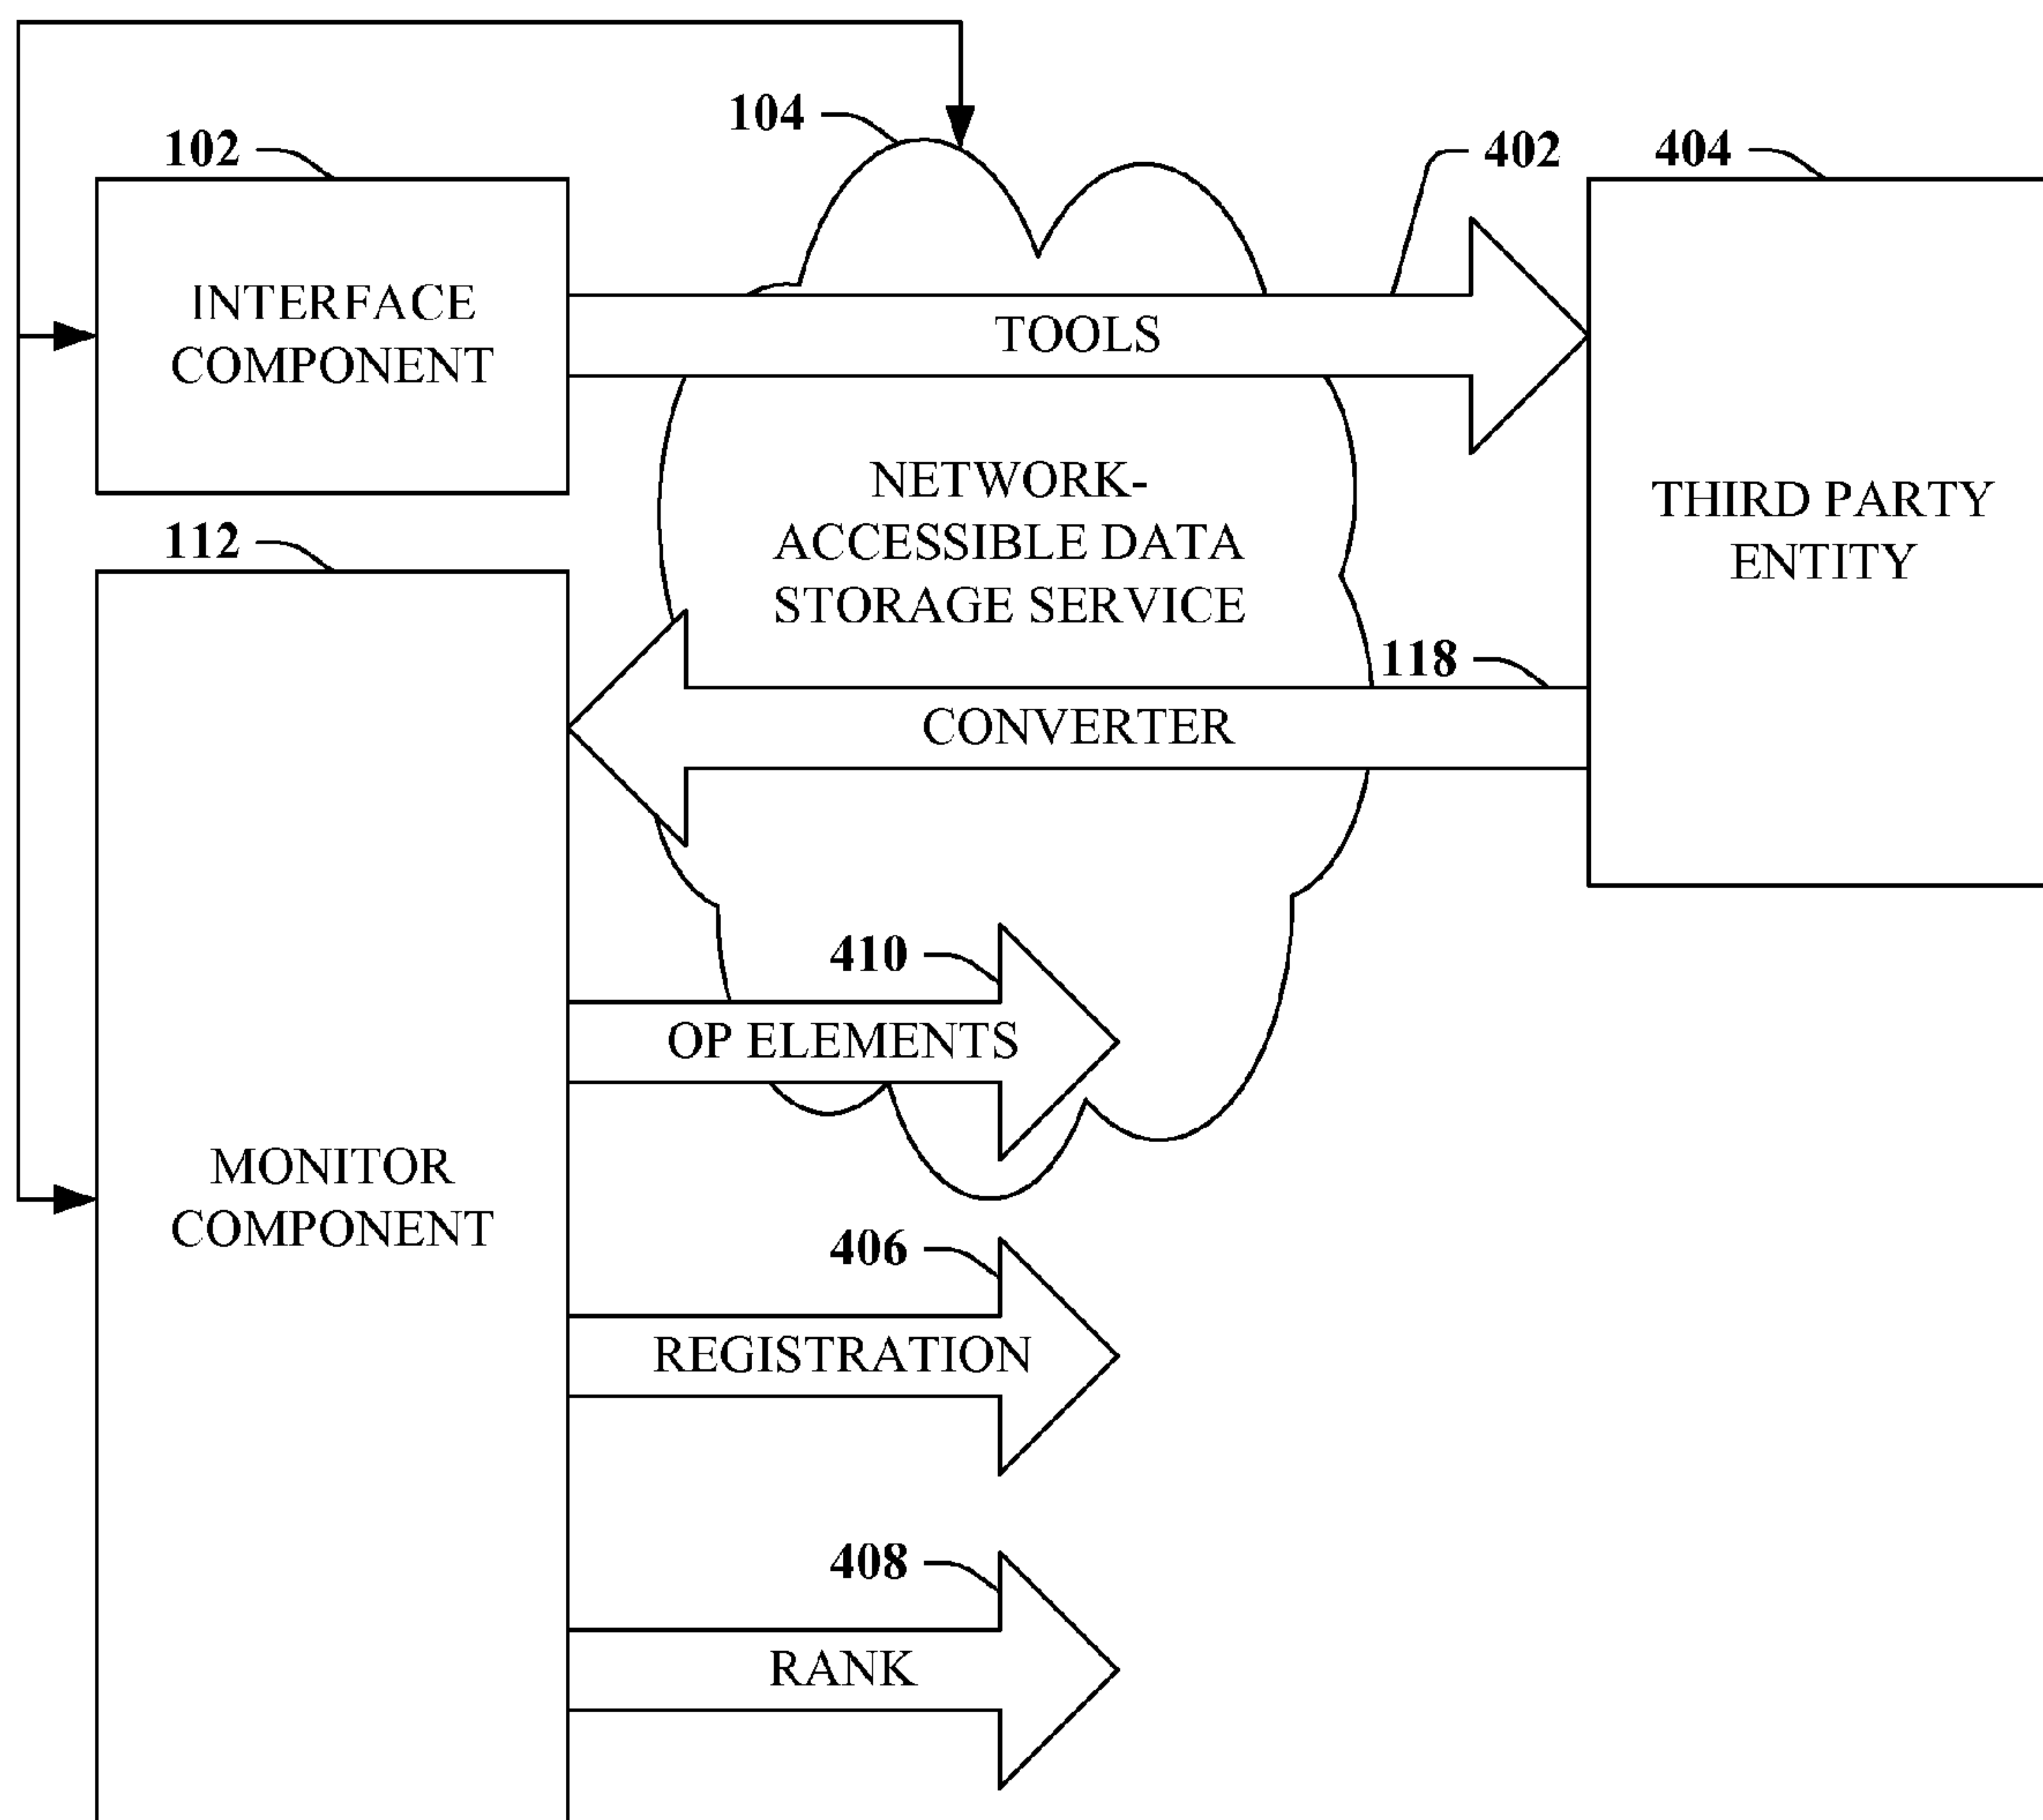 104
102
402
404
INTERFACE
COMPONENT
TOOLS
NETWORK-
ACCESSIBLE DATA
STORAGE SERVICE
THIRD PARTY
ENTITY
112
118
CONVERTER
410
OP ELEMENTS
MONITOR
COMPONENT
406
REGISTRATION
408
RANK